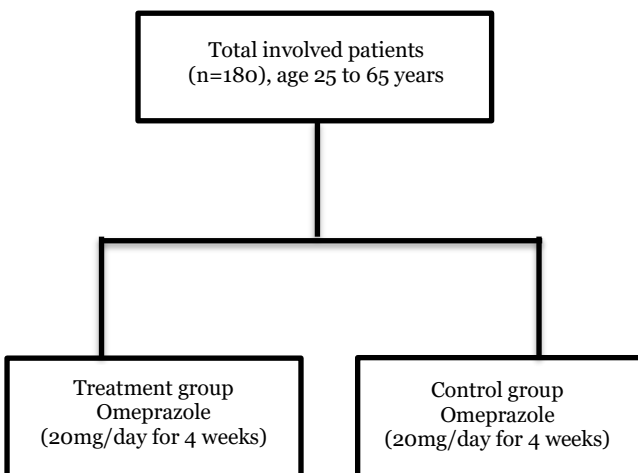 Total involved patients
(n=180), age 25 to 65 years
Treatment group
Omeprazole
(20mg/day for 4 weeks)
Control group
Omeprazole
(20mg/day for 4 weeks)